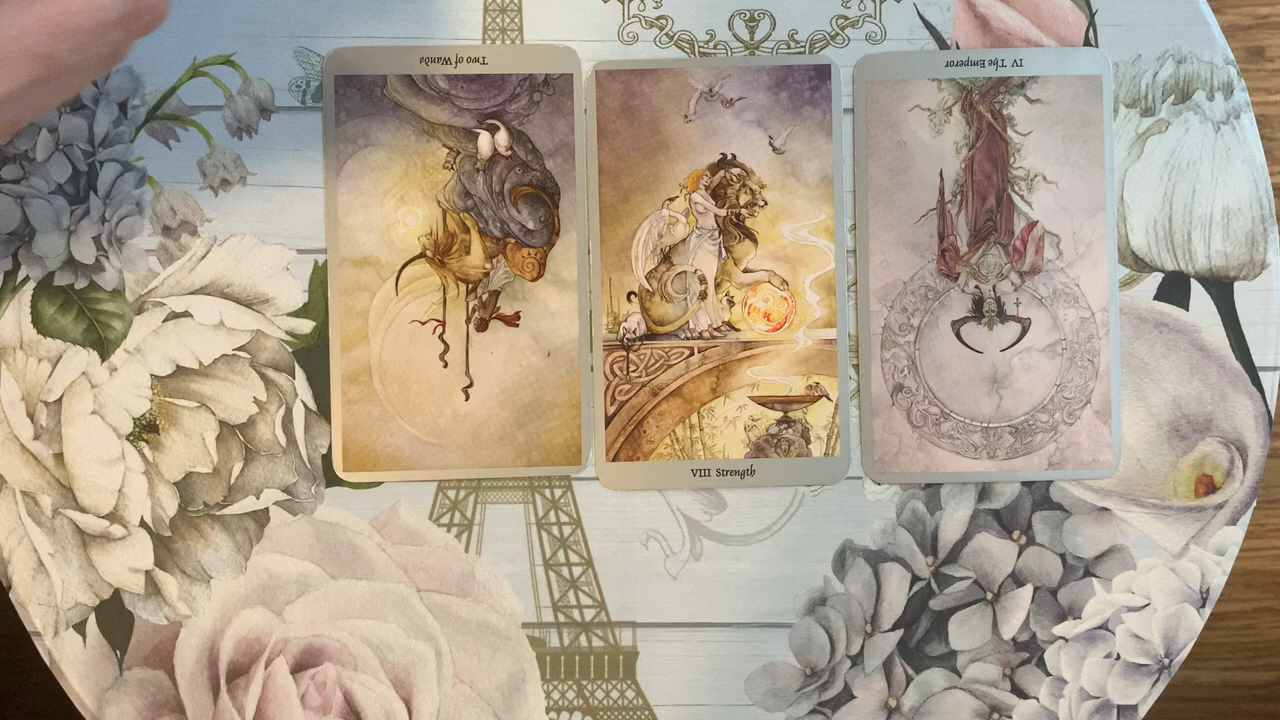 Two of Wands
VIII Strength
IV The Emperor